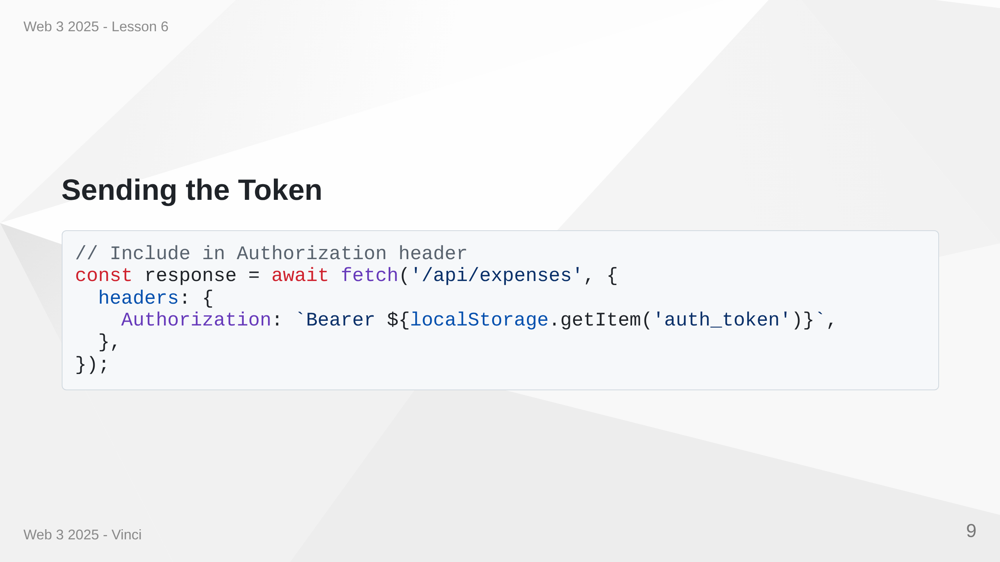 Web 3 2025 - Lesson 6
Sending the Token
// Include in Authorization header
const response = await fetch('/api/expenses', {
  headers: {
    Authorization: `Bearer ${localStorage.getItem('auth_token')}`,
  },
});
Web 3 2025 - Vinci
9